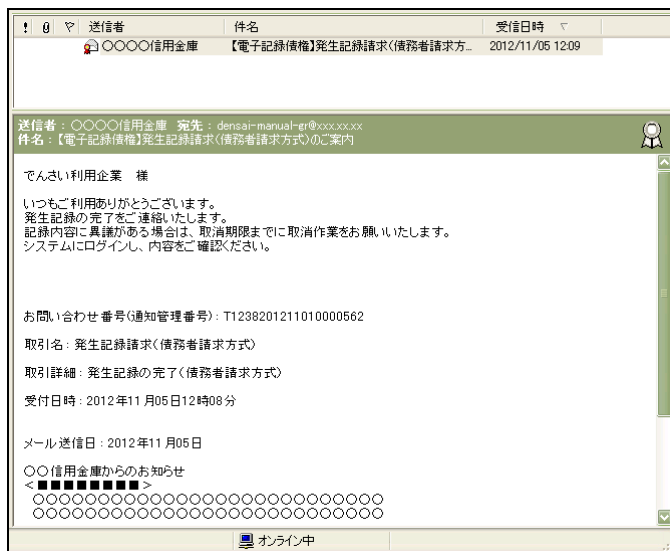 送信者 件名 受信日時
○○○○信用金庫 【電子記録債権】発生記録請求(債務者請求方... 2012/11/05 12:09
送信者：○○○○信用金庫 宛先：densai-manual-gr@xxx.xx.xx
件名：【電子記録債権】発生記録請求(債務者請求方式)のご案内
でんさい利用企業 様
いつもご利用ありがとうございます。
発生記録の完了をご連絡いたします。
記録内容に異議がある場合は、取消期限までに取消作業をお願いいたします。
システムにログインし、内容をご確認ください。
お問い合わせ番号(通知管理番号)：T1238201211010000562
取引名：発生記録請求(債務者請求方式)
取引詳細：発生記録の完了(債務者請求方式)
受付日時：2012年11月05日12時08分
メール送信日：2012年11月05日
○○信用金庫からのお知らせ
＜■■■■■■■■＞
○○○○○○○○○○○○○○○○○○○○○○○○○○○
○○○○○○○○○○○○○○○○○○○○○○○○○○○
オンライン中